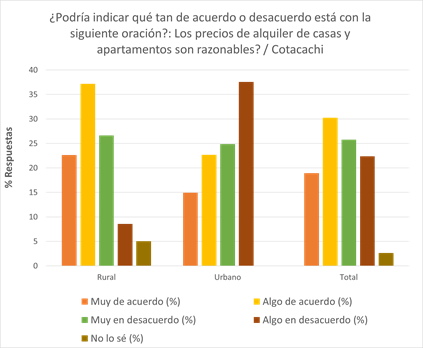 ¿Podría indicar qué tan de acuerdo o desacuerdo está con la
siguiente oración?: Los precios de alquiler de casas y
apartamentos son razonables? / Cotacachi
% Respuestas
40
35
30
25
20
15
10
5
0
Rural Urbano Total
Muy de acuerdo (%) Algo de acuerdo (%)
Muy en desacuerdo (%) Algo en desacuerdo (%)
No lo sé (%)